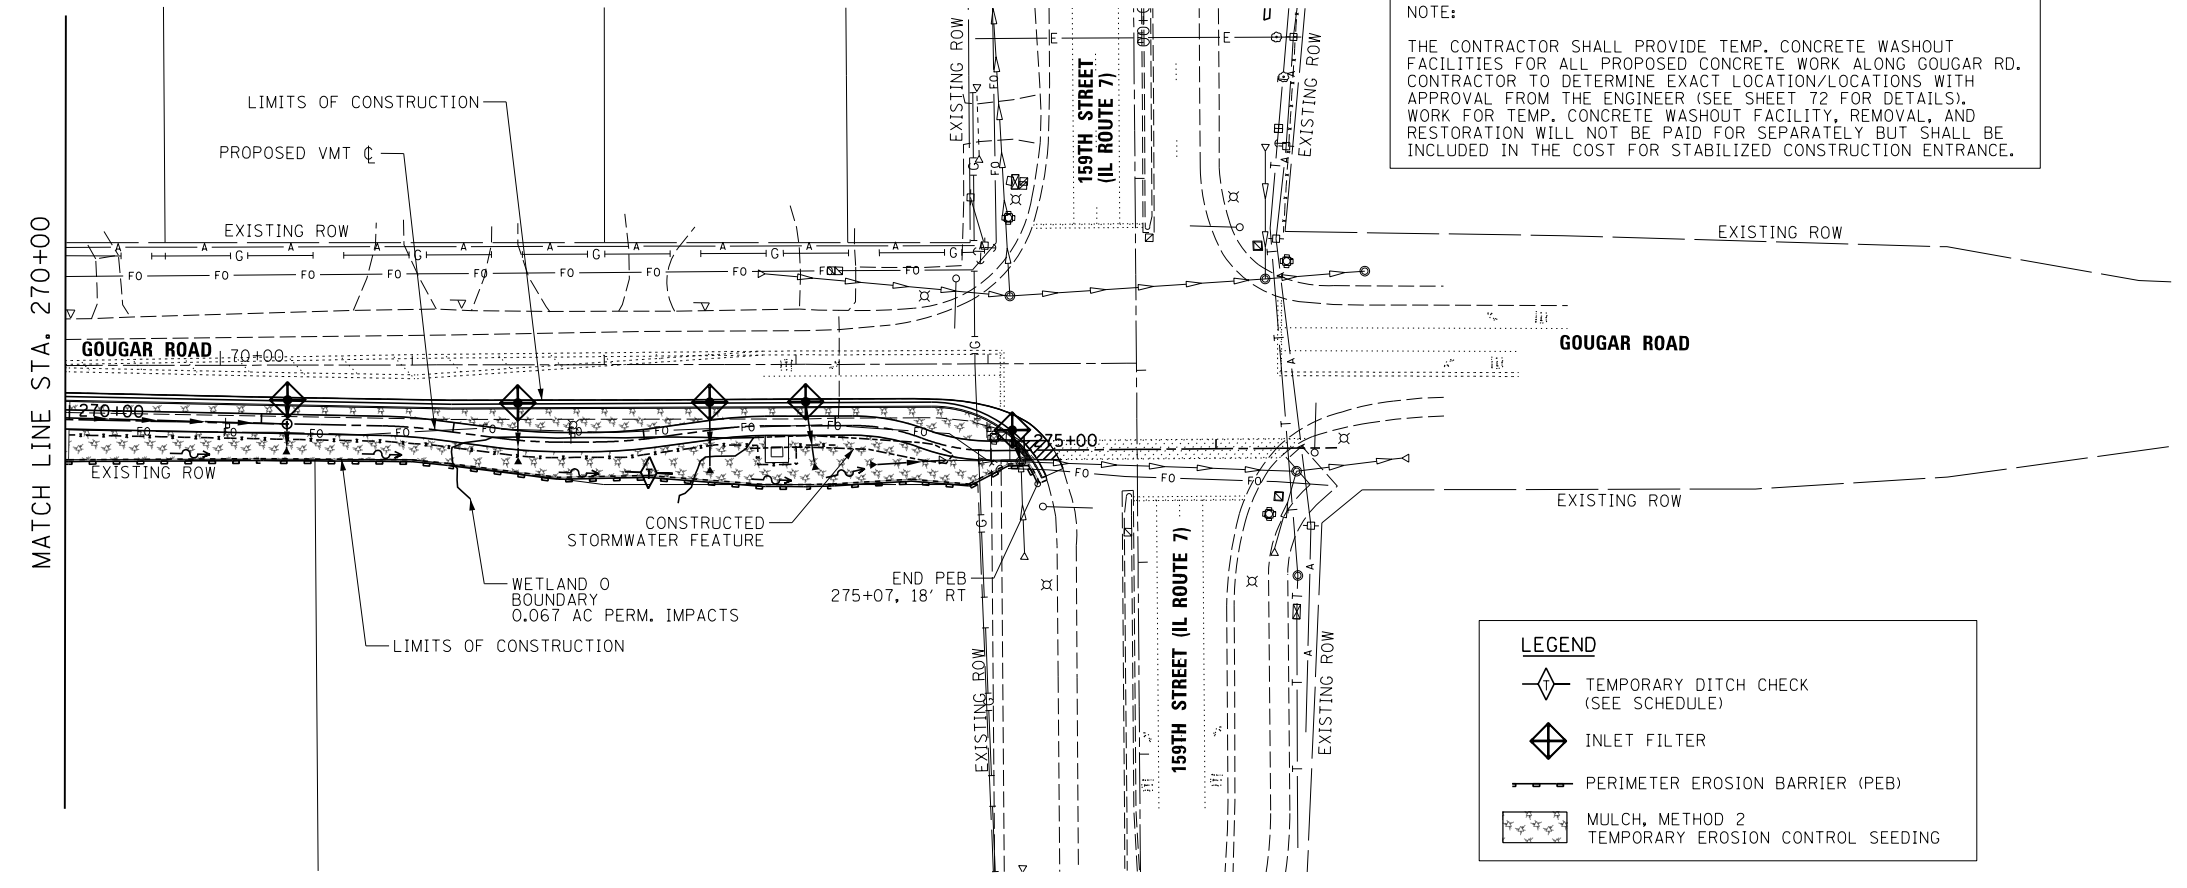 NOTE:
THE CONTRACTOR SHALL PROVIDE TEMP. CONCRETE WASHOUT
FACILITIES FOR ALL PROPOSED CONCRETE WORK ALONG GOUGAR RD.
CONTRACTOR TO DETERMINE EXACT LOCATION/LOCATIONS WITH
APPROVAL FROM THE ENGINEER (SEE SHEET 72 FOR DETAILS).
WORK FOR TEMP. CONCRETE WASHOUT FACILITY, REMOVAL, AND
RESTORATION WILL NOT BE PAID FOR SEPARATELY BUT SHALL BE
INCLUDED IN THE COST FOR STABILIZED CONSTRUCTION ENTRANCE.
LIMITS OF CONSTRUCTION
PROPOSED VMT ℄
EXISTING ROW
EXISTING ROW
159TH STREET
(IL ROUTE 7)
EXISTING ROW
EXISTING ROW
MATCH LINE STA. 270+00
GOUGAR ROAD
70+00
GOUGAR ROAD
270+00
275+00
EXISTING ROW
EXISTING ROW
CONSTRUCTED
STORMWATER FEATURE
WETLAND O
BOUNDARY
0.067 AC PERM. IMPACTS
END PEB
275+07, 18' RT
LIMITS OF CONSTRUCTION
EXISTING ROW
159TH STREET (IL ROUTE 7)
EXISTING ROW
LEGEND
TEMPORARY DITCH CHECK
(SEE SCHEDULE)
INLET FILTER
PERIMETER EROSION BARRIER (PEB)
MULCH, METHOD 2
TEMPORARY EROSION CONTROL SEEDING